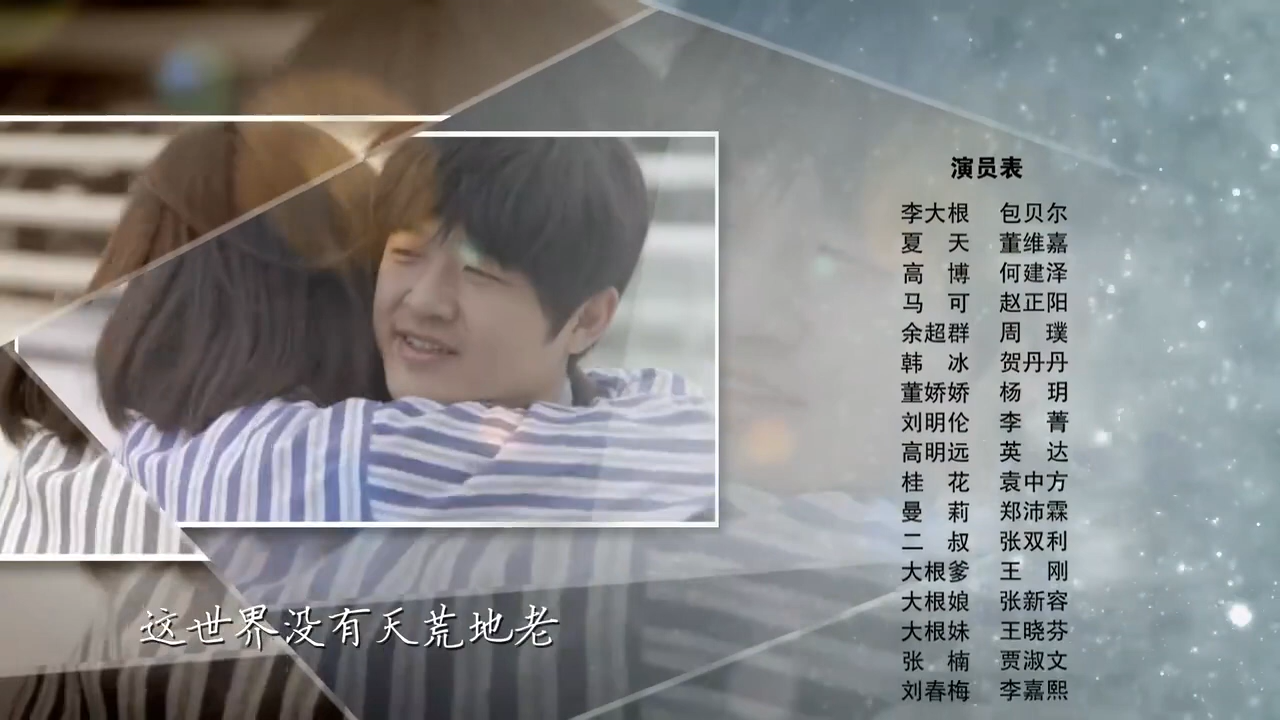 演员表
李大根 包贝尔
夏天 董维嘉
高博 何建泽
马可 赵正阳
余超群 周璞
韩冰 贺丹丹
董娇娇 杨玥
刘明伦 李菁
高明远 英达
桂花 袁中方
曼莉 郑沛霖
二叔 张双利
大根爹 王刚
大根娘 张新容
大根妹 王晓芬
张楠 贾淑文
刘春梅 李嘉熙
这世界没有天荒地老